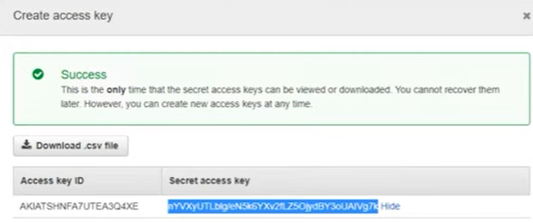 Create access key
×
Success
This is the only time that the secret access keys can be viewed or downloaded. You cannot recover them
later. However, you can create new access keys at any time.
Download .csv file
Access key ID Secret access key
AKIATSHNFA7UTEA3Q4XE Hide